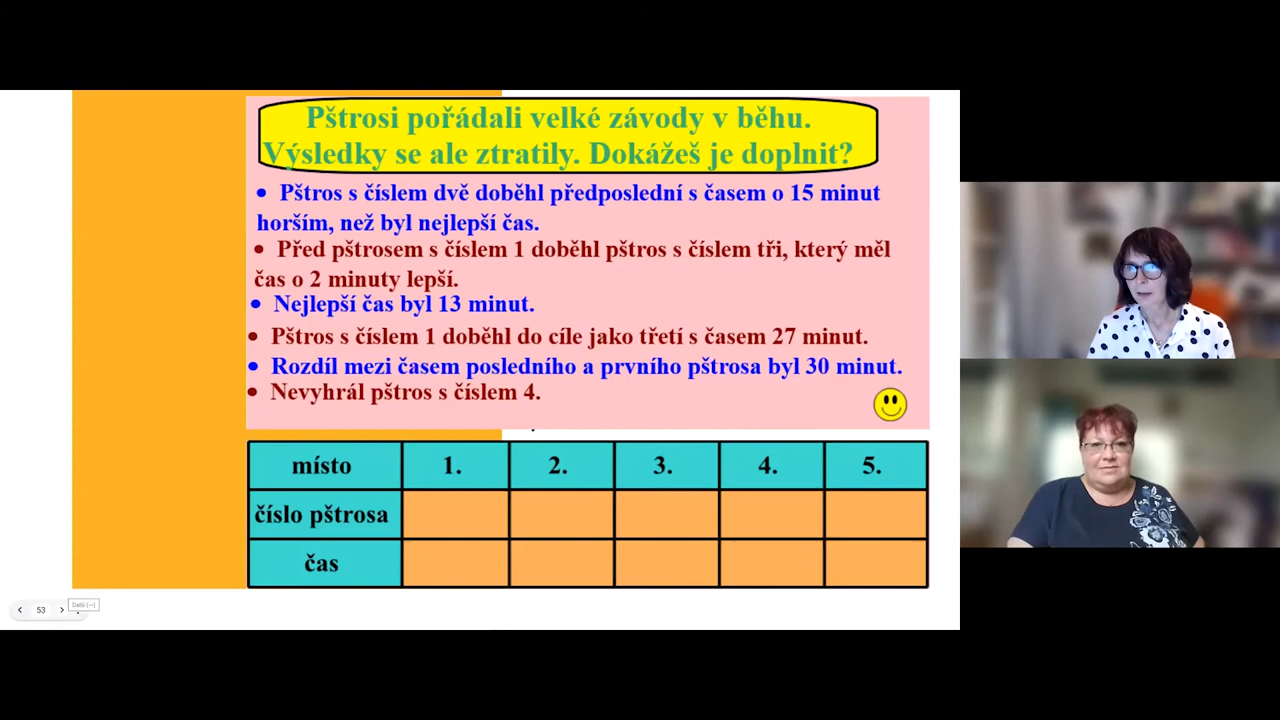 Pštrosi pořádali velké závody v běhu.
Výsledky se ale ztratily. Dokážeš je doplnit?
• Pštros s číslem dvě doběhl předposlední s časem o 15 minut
horším, než byl nejlepší čas.
• Před pštrosem s číslem 1 doběhl pštros s číslem tři, který měl
čas o 2 minuty lepší.
• Nejlepší čas byl 13 minut.
• Pštros s číslem 1 doběhl do cíle jako třetí s časem 27 minut.
• Rozdíl mezi časem posledního a prvního pštrosa byl 30 minut.
• Nevyhrál pštros s číslem 4.
místo 1. 2. 3. 4. 5.
číslo pštrosa
čas
53
Další (→)